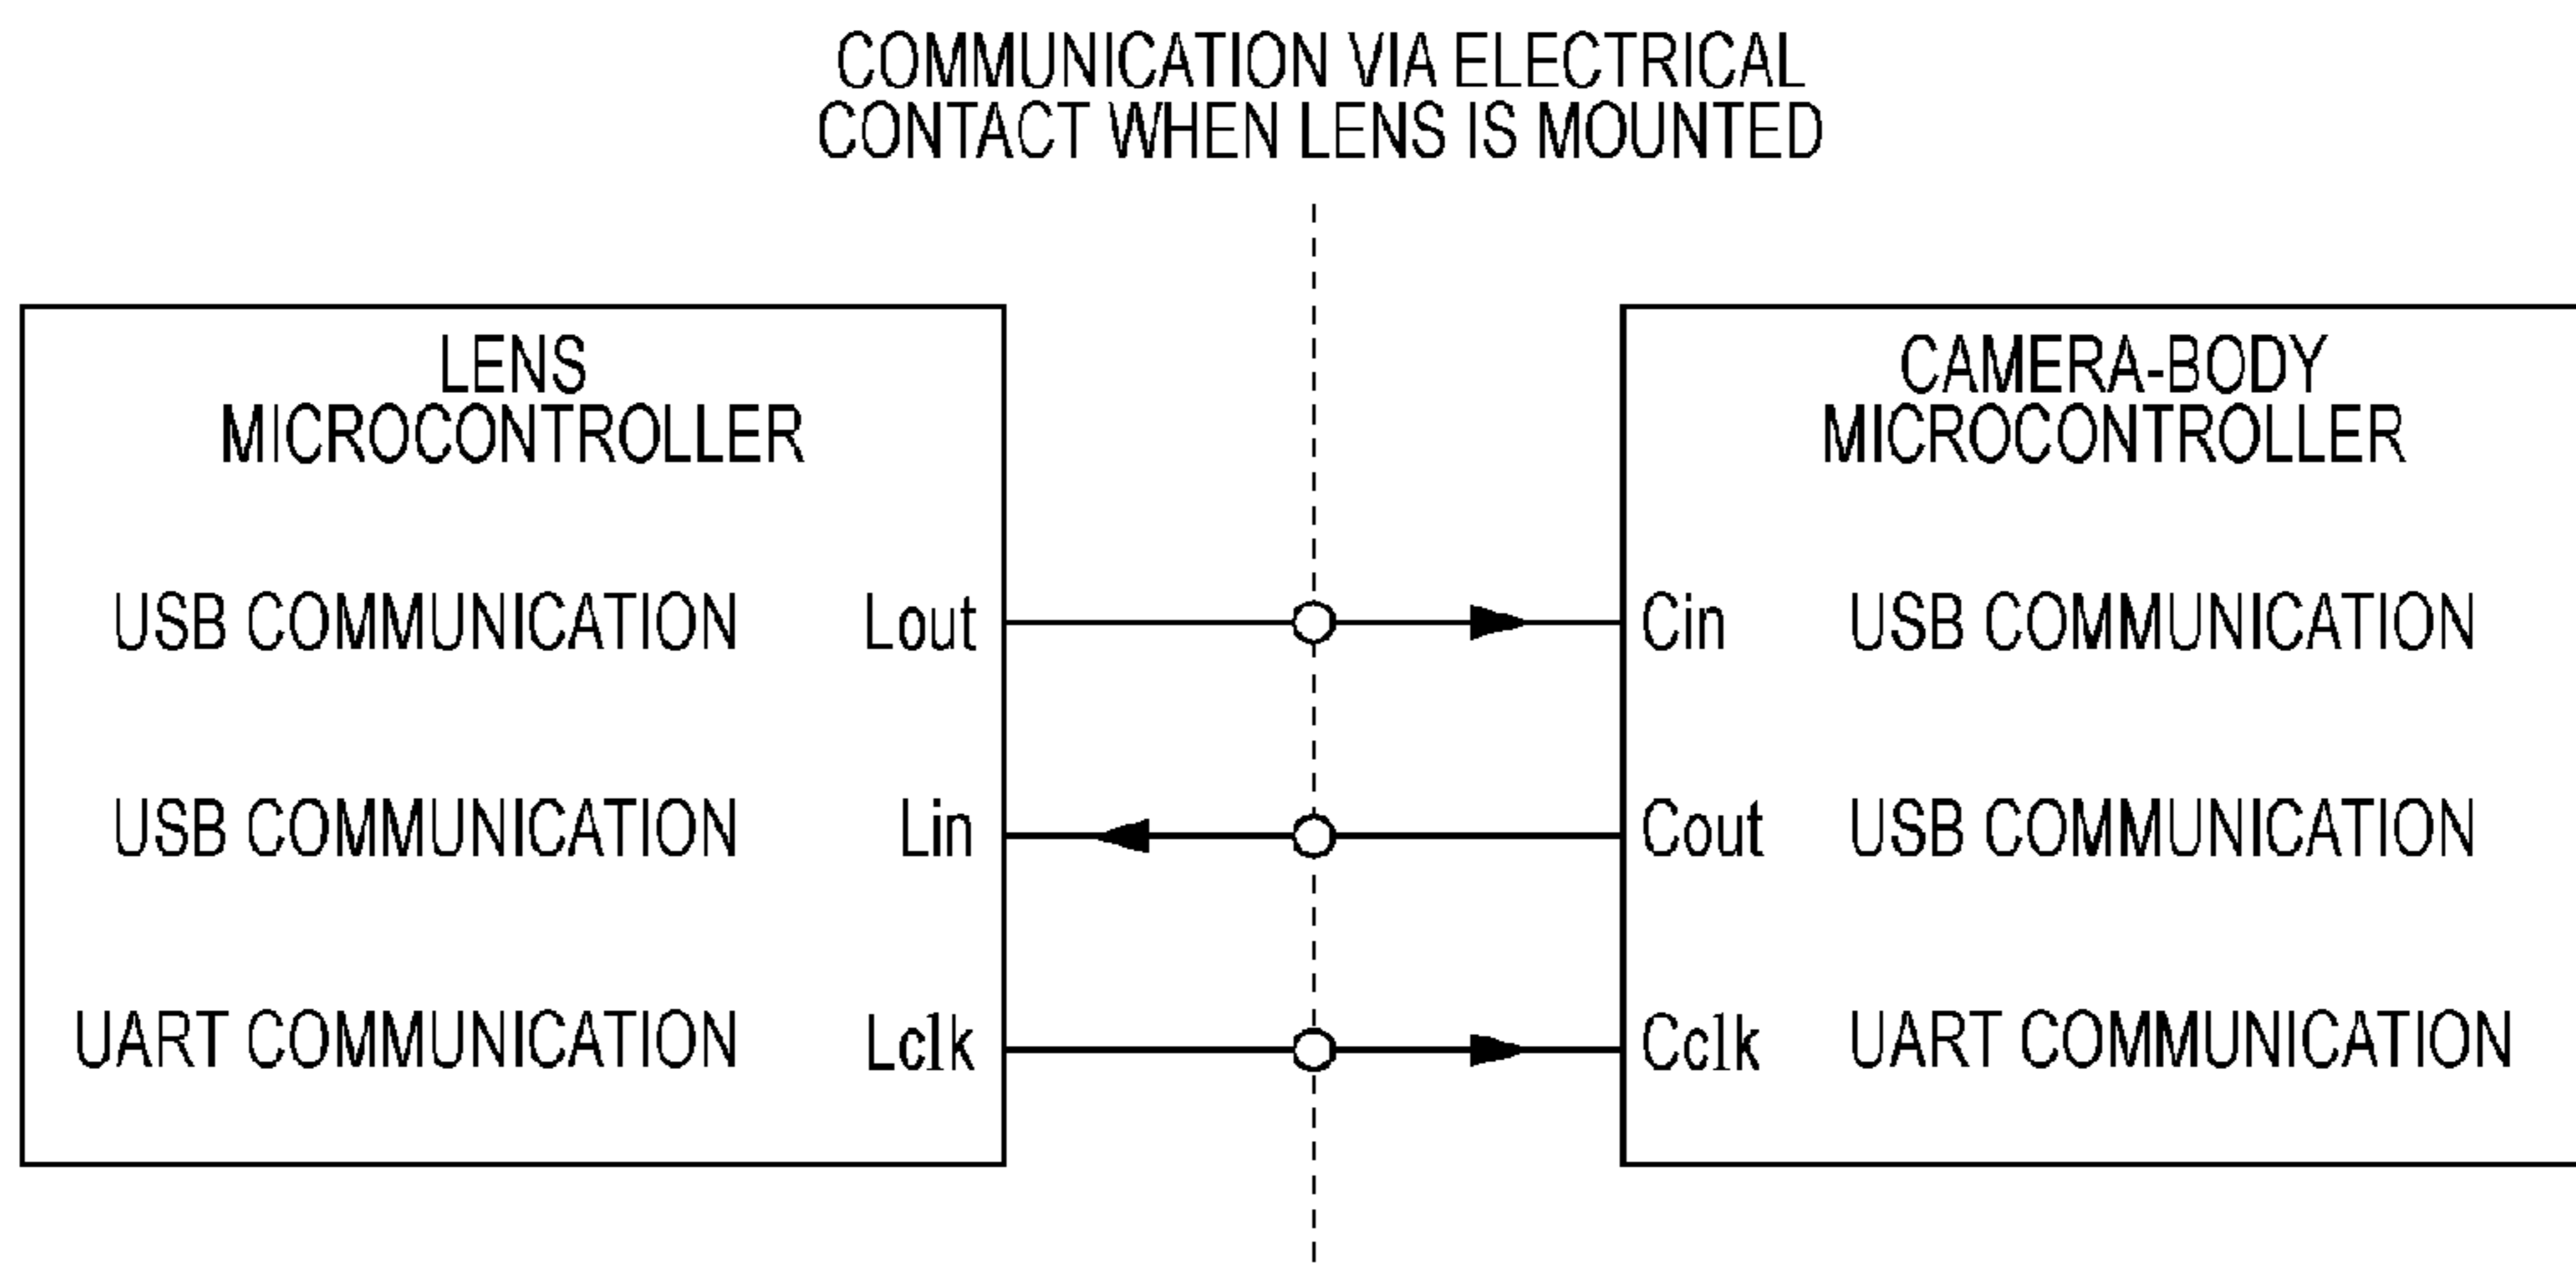 COMMUNICATION VIA ELECTRICAL
CONTACT WHEN LENS IS MOUNTED
LENS
MICROCONTROLLER
USB COMMUNICATION Lout
USB COMMUNICATION Lin
UART COMMUNICATION Lclk
CAMERA-BODY
MICROCONTROLLER
Cin USB COMMUNICATION
Cout USB COMMUNICATION
Cclk UART COMMUNICATION